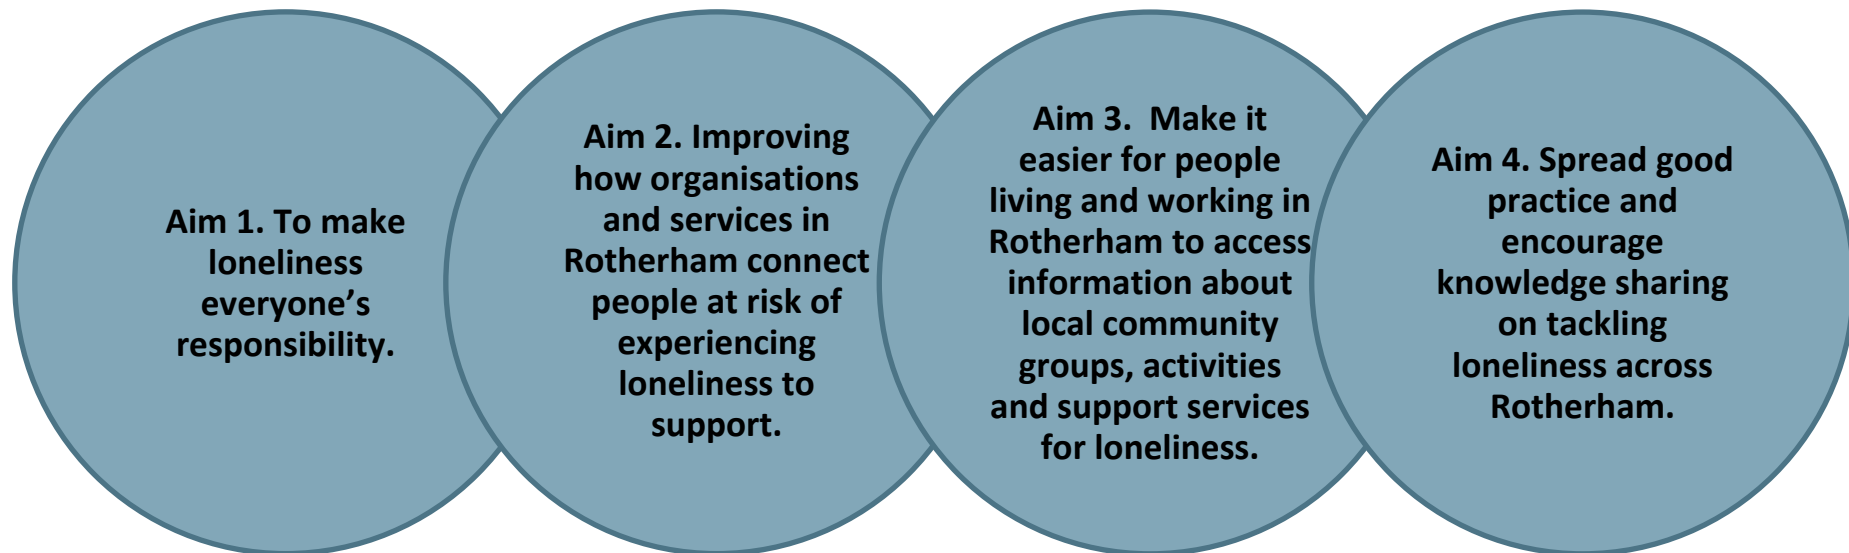 Aim 1. To make
loneliness
everyone’s
responsibility.
Aim 2. Improving
how organisations
and services in
Rotherham connect
people at risk of
experiencing
loneliness to
support.
Aim 3.  Make it
easier for people
living and working in
Rotherham to access
information about
local community
groups, activities
and support services
for loneliness.
Aim 4. Spread good
practice and
encourage
knowledge sharing
on tackling
loneliness across
Rotherham.